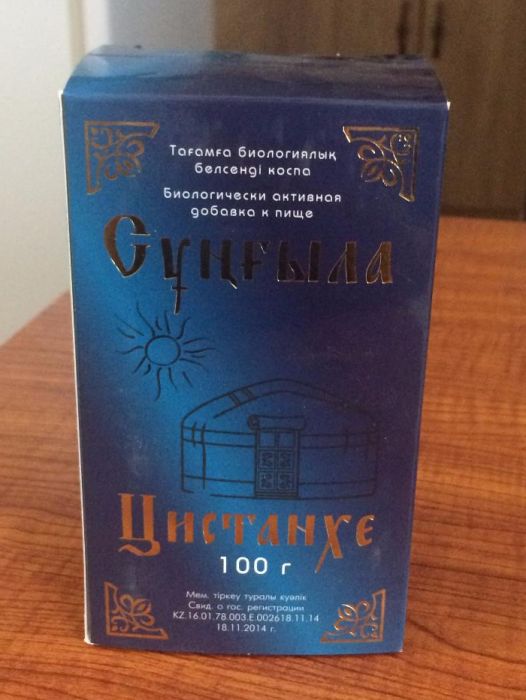 Тағамға биологиялық
белсенді коспа
Биологически активная
добавка к пище
Сұңғыла
Цистанхе
100 г
Мем. тіркеу туралы куәлік
Свид. о гос. регистрации
KZ.16.01.78.003.E.002618.11.14
18.11.2014 г.